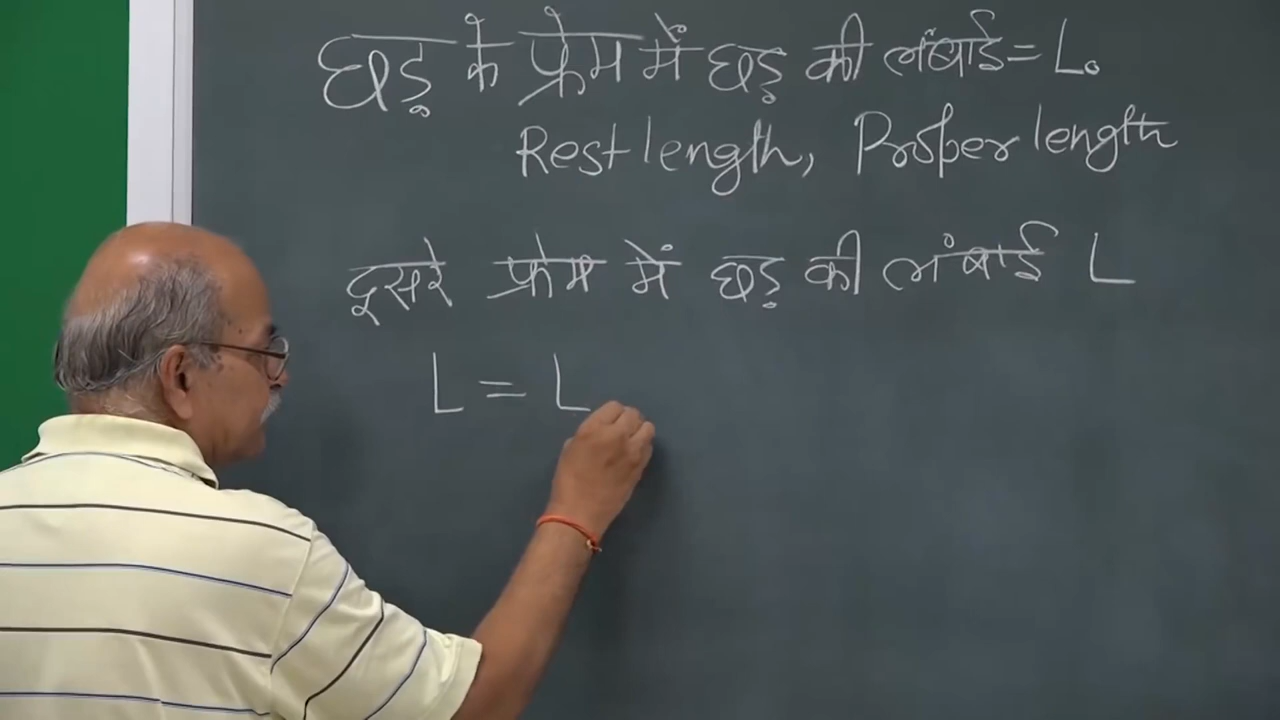 छड़ के फ्रेम में छड़ की लंबाई = L₀
Rest length, Proper length
दूसरे फ्रेम में छड़ की लंबाई L
L = L